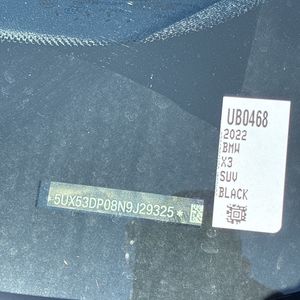 UB0468
2022
BMW
X3
SUV
BLACK
*5UX53DP08N9J29325*